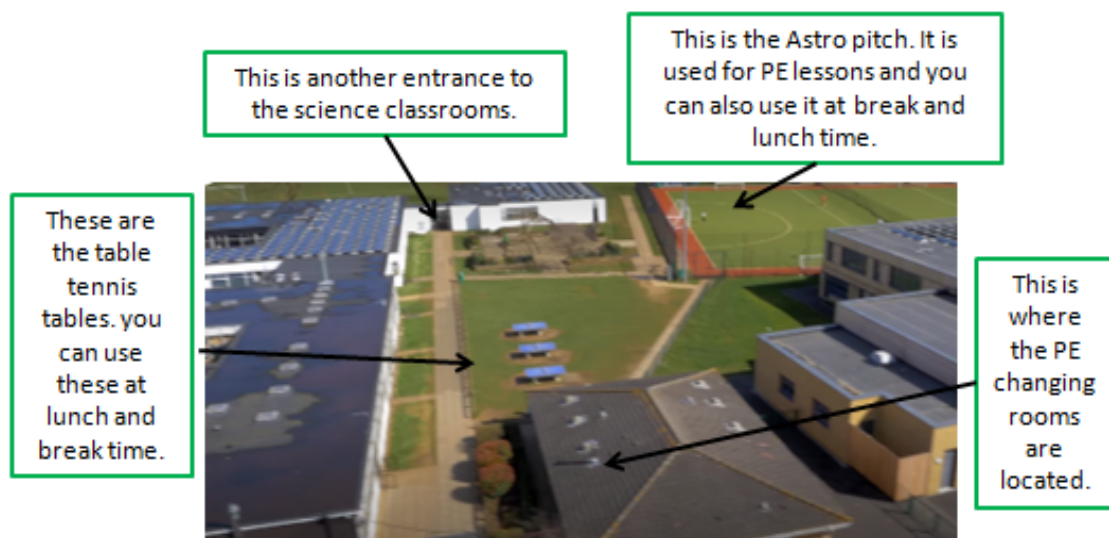 This is another entrance to
the science classrooms.
This is the Astro pitch. It is
used for PE lessons and you
can also use it at break and
lunch time.
These are
the table
tennis
tables. you
can use
these at
lunch and
break time.
This is
where
the PE
changing
rooms
are
located.